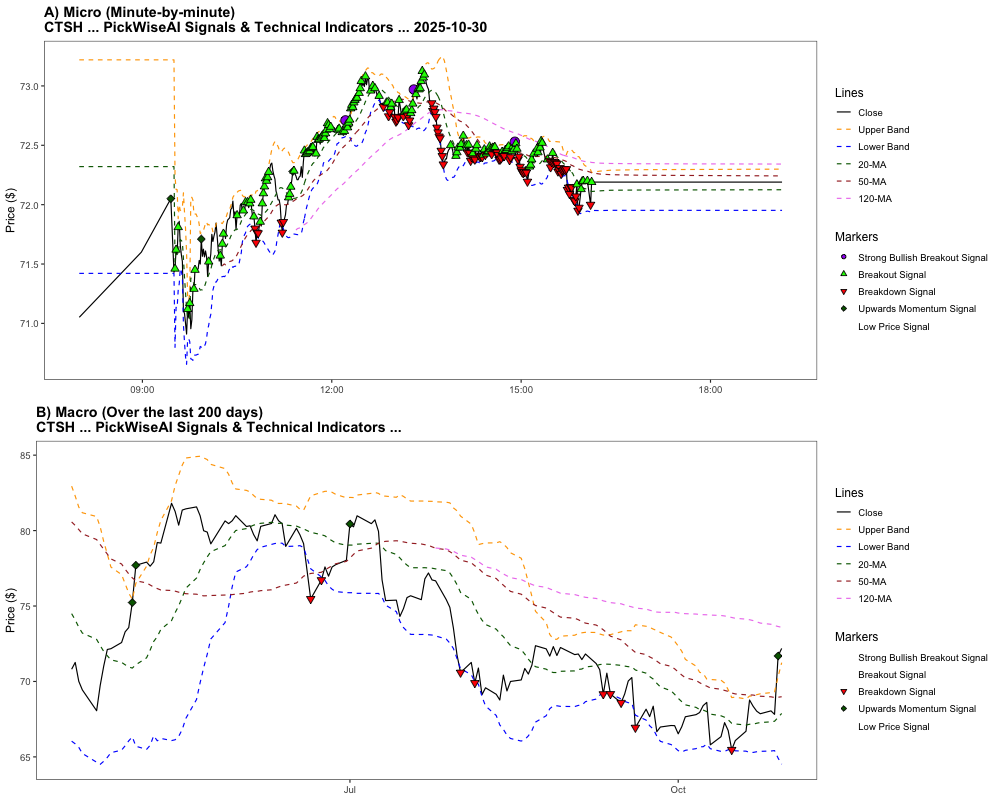 A) Micro (Minute-by-minute)
CTSH ... PickWiseAI Signals & Technical Indicators ... 2025-10-30
Price ($)
73.0
72.5
72.0
71.5
71.0
09:00
12:00
15:00
18:00
Lines
Close
Upper Band
Lower Band
20-MA
50-MA
120-MA
Markers
Strong Bullish Breakout Signal
Breakout Signal
Breakdown Signal
Upwards Momentum Signal
Low Price Signal
B) Macro (Over the last 200 days)
CTSH ... PickWiseAI Signals & Technical Indicators ...
Price ($)
85
80
75
70
65
Jul
Oct
Lines
Close
Upper Band
Lower Band
20-MA
50-MA
120-MA
Markers
Strong Bullish Breakout Signal
Breakout Signal
Breakdown Signal
Upwards Momentum Signal
Low Price Signal